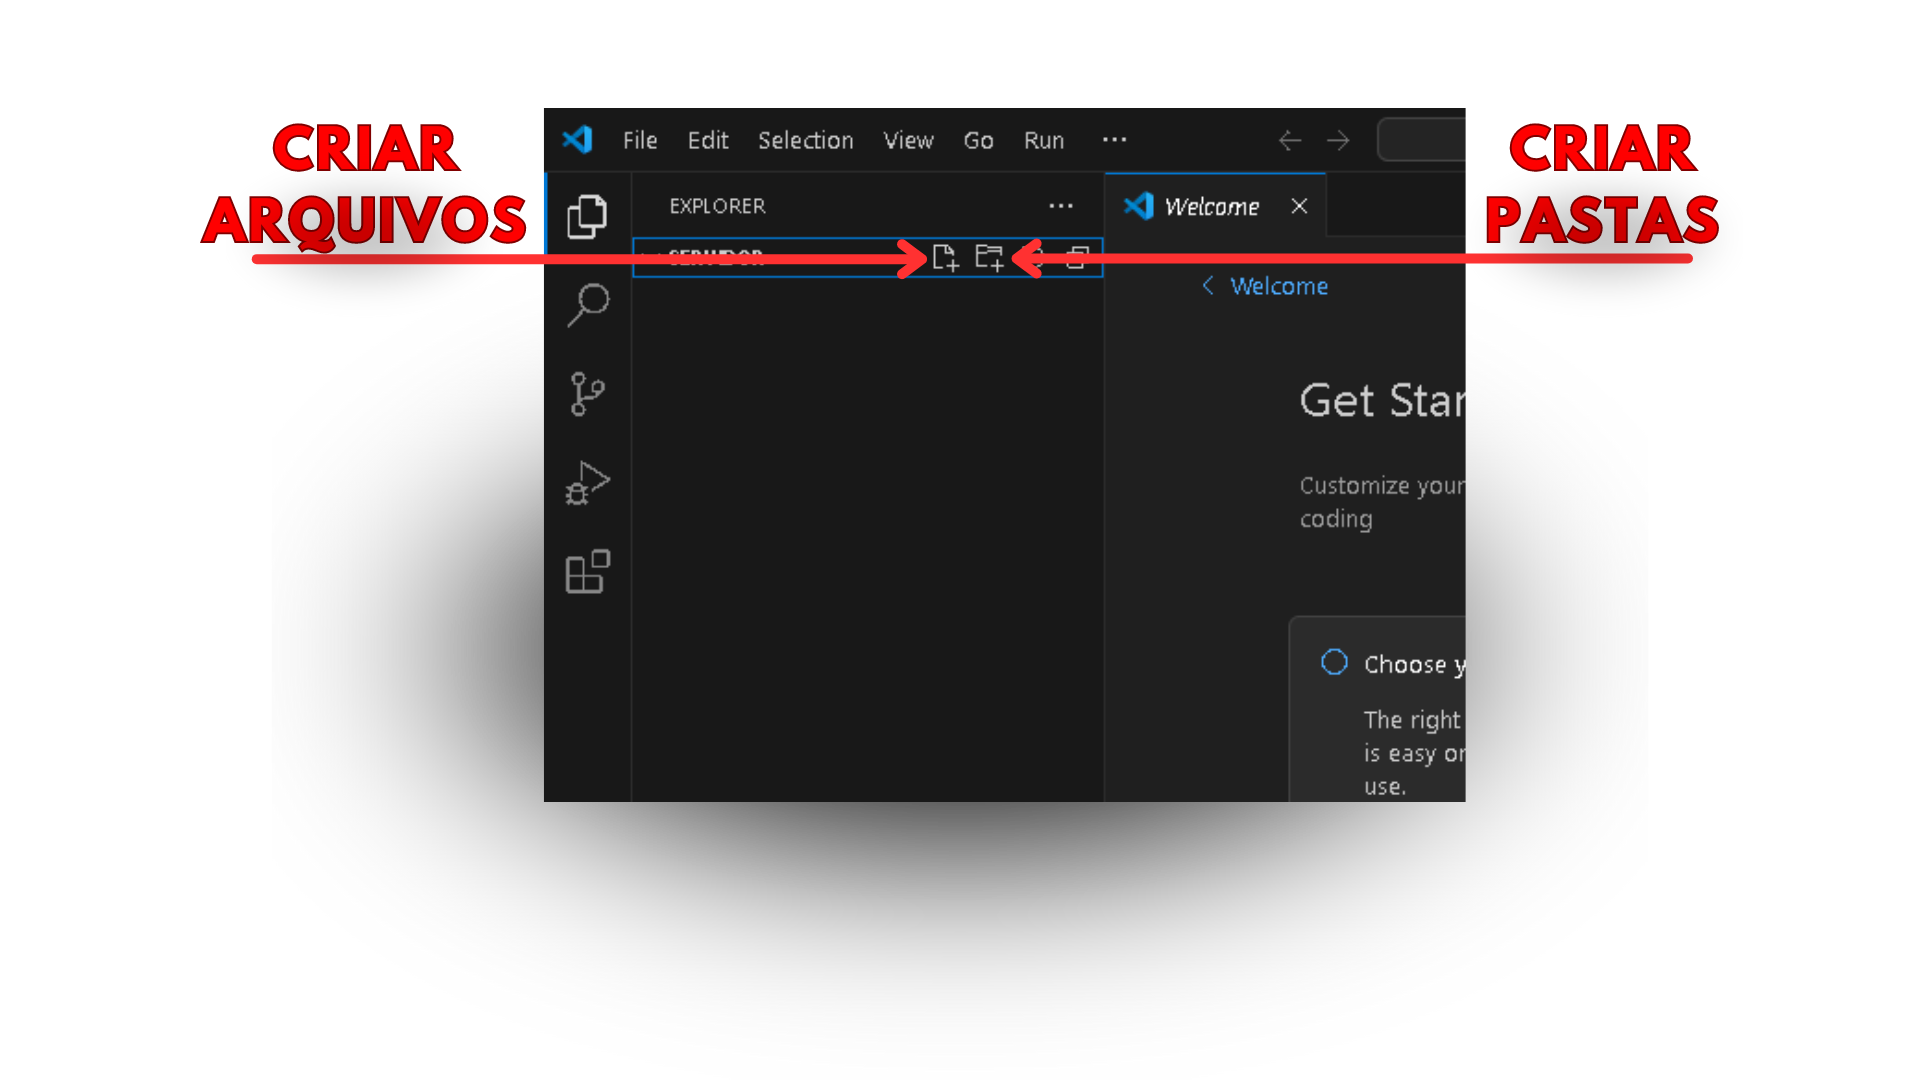 CRIAR
ARQUIVOS
CRIAR
PASTAS
File Edit Selection View Go Run ...
EXPLORER ...
Welcome
SERVIDOR
Welcome
Get Star
Customize your
coding
Choose y
The right
is easy or
use.